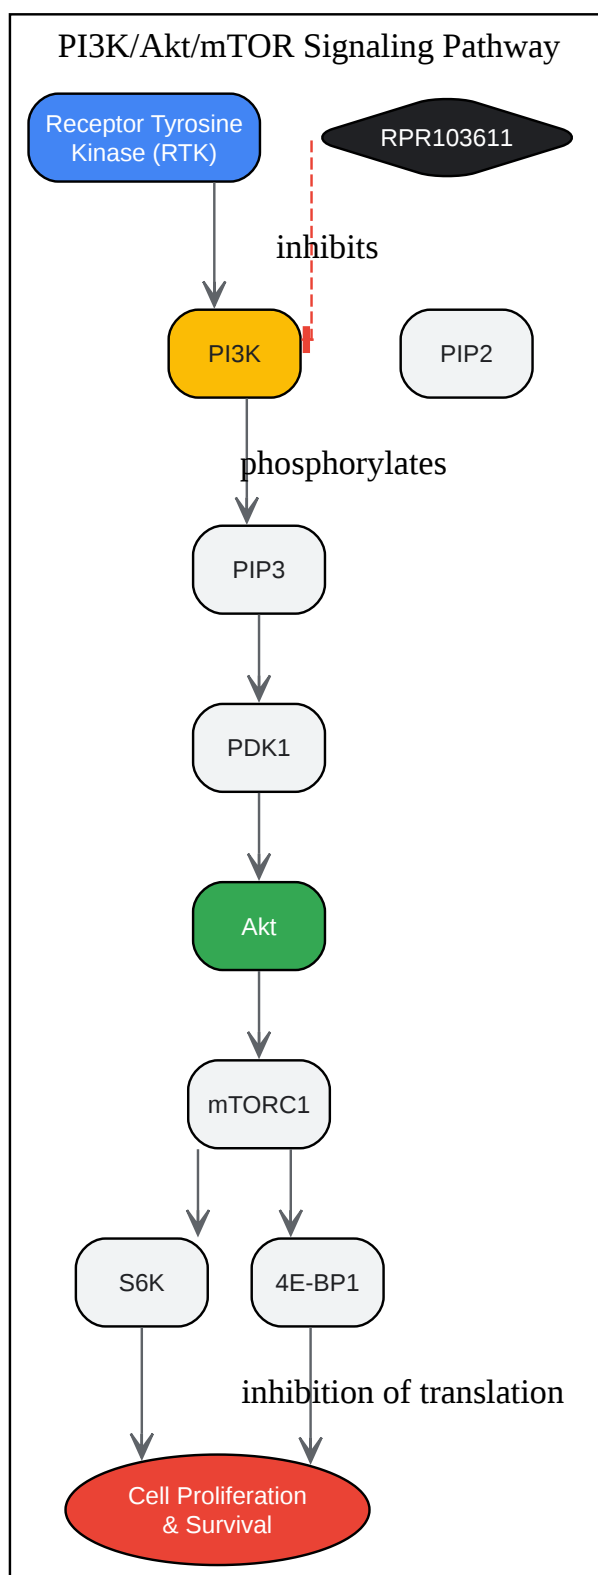 PI3K/Akt/mTOR Signaling Pathway
Receptor Tyrosine
Kinase (RTK)
RPR103611
inhibits
PI3K
PIP2
phosphorylates
PIP3
PDK1
Akt
mTORC1
S6K
4E-BP1
inhibition of translation
Cell Proliferation
& Survival